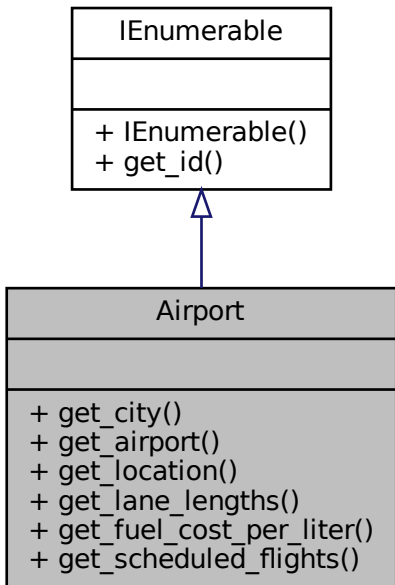 IEnumerable
+ IEnumerable()
+ get_id()
Airport
+ get_city()
+ get_airport()
+ get_location()
+ get_lane_lengths()
+ get_fuel_cost_per_liter()
+ get_scheduled_flights()